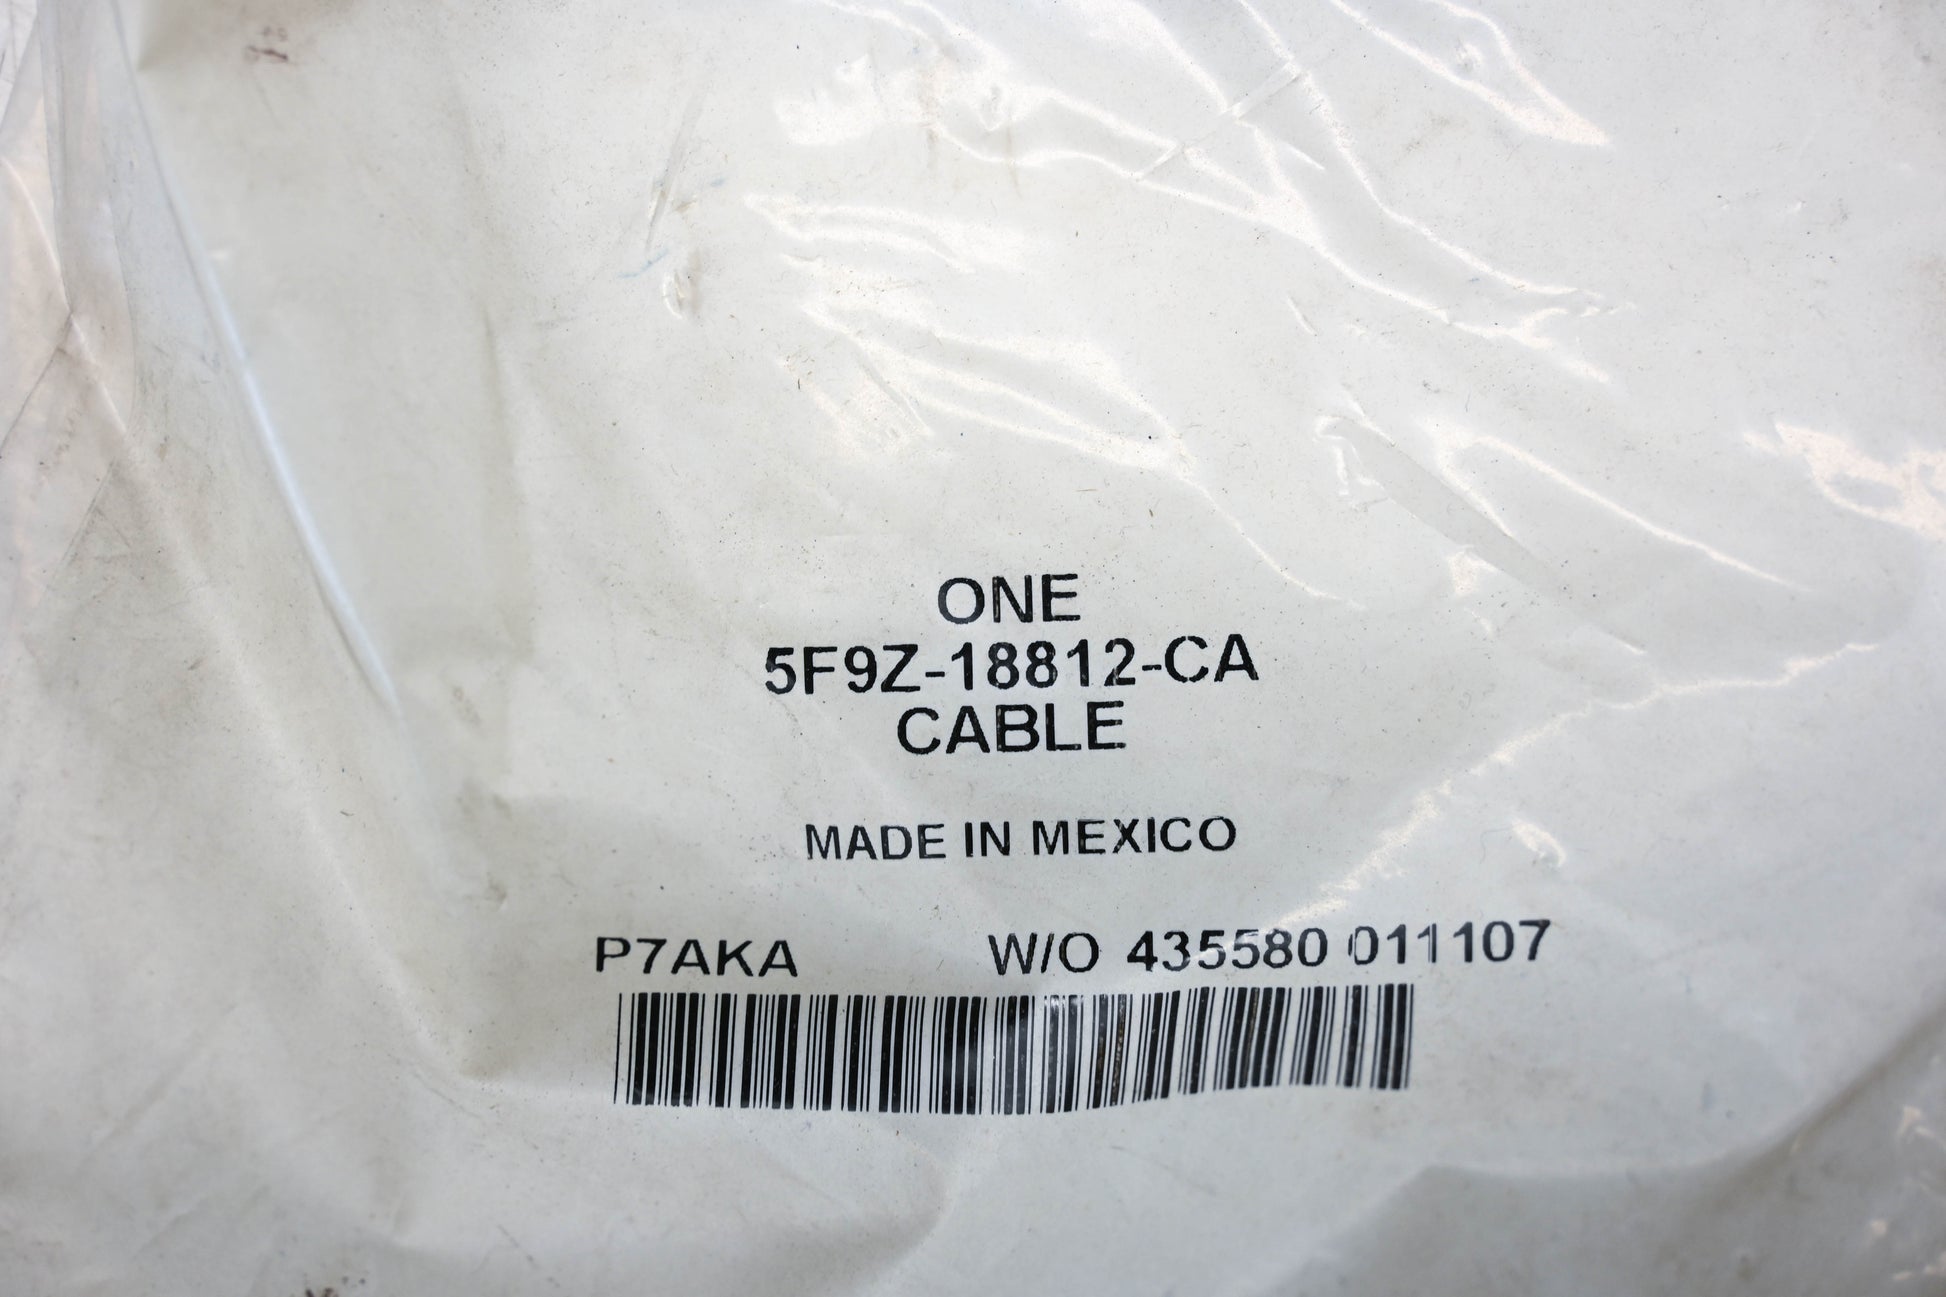 ONE
5F9Z-18812-CA
CABLE
MADE IN MEXICO
P7AKA W/O 435580 011107